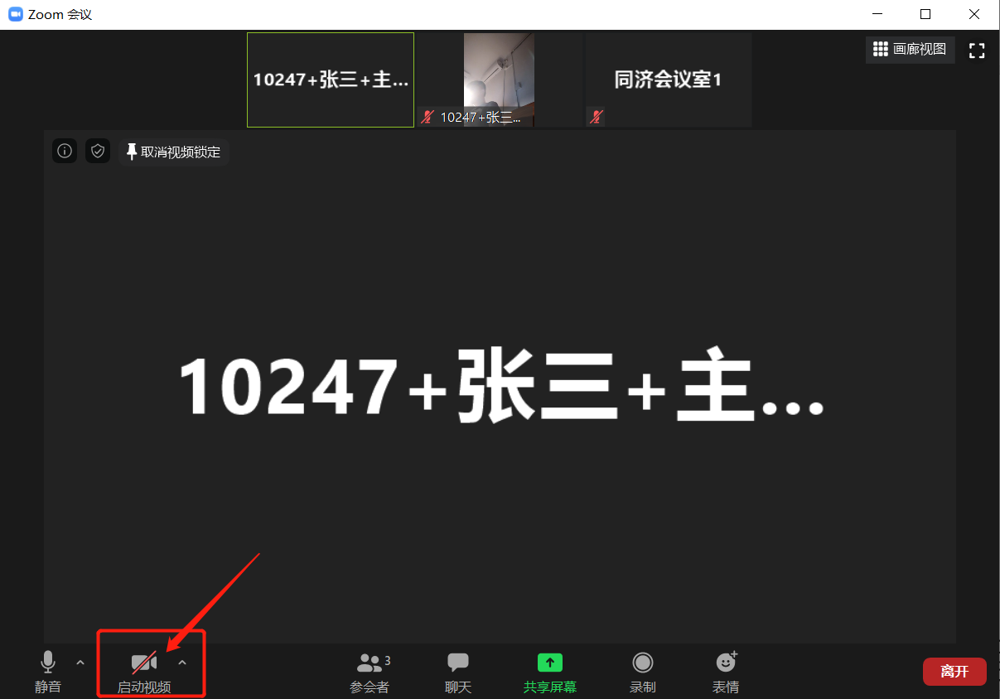 Zoom 会议
10247+张三+主...
10247+张三...
同济会议室1
画廊视图
取消视频锁定
10247+张三+主...
静音
启动视频
3
参会者
聊天
共享屏幕
录制
表情
离开